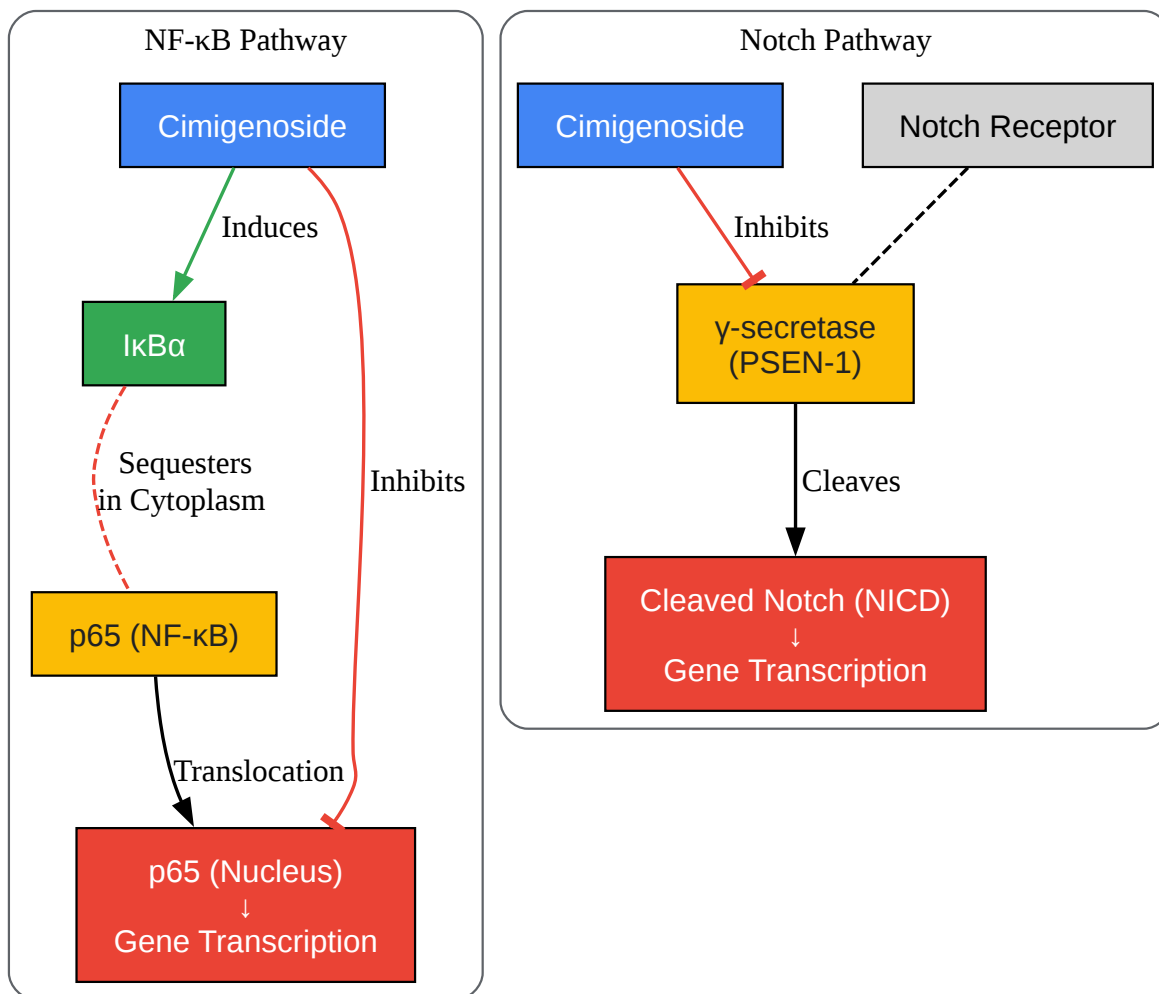 NF-κB Pathway
Cimigenoside
Induces
IκBα
Sequesters
in Cytoplasm
Inhibits
p65 (NF-κB)
Translocation
p65 (Nucleus)
↓
Gene Transcription
Notch Pathway
Cimigenoside
Notch Receptor
Inhibits
γ-secretase
(PSEN-1)
Cleaves
Cleaved Notch (NICD)
↓
Gene Transcription